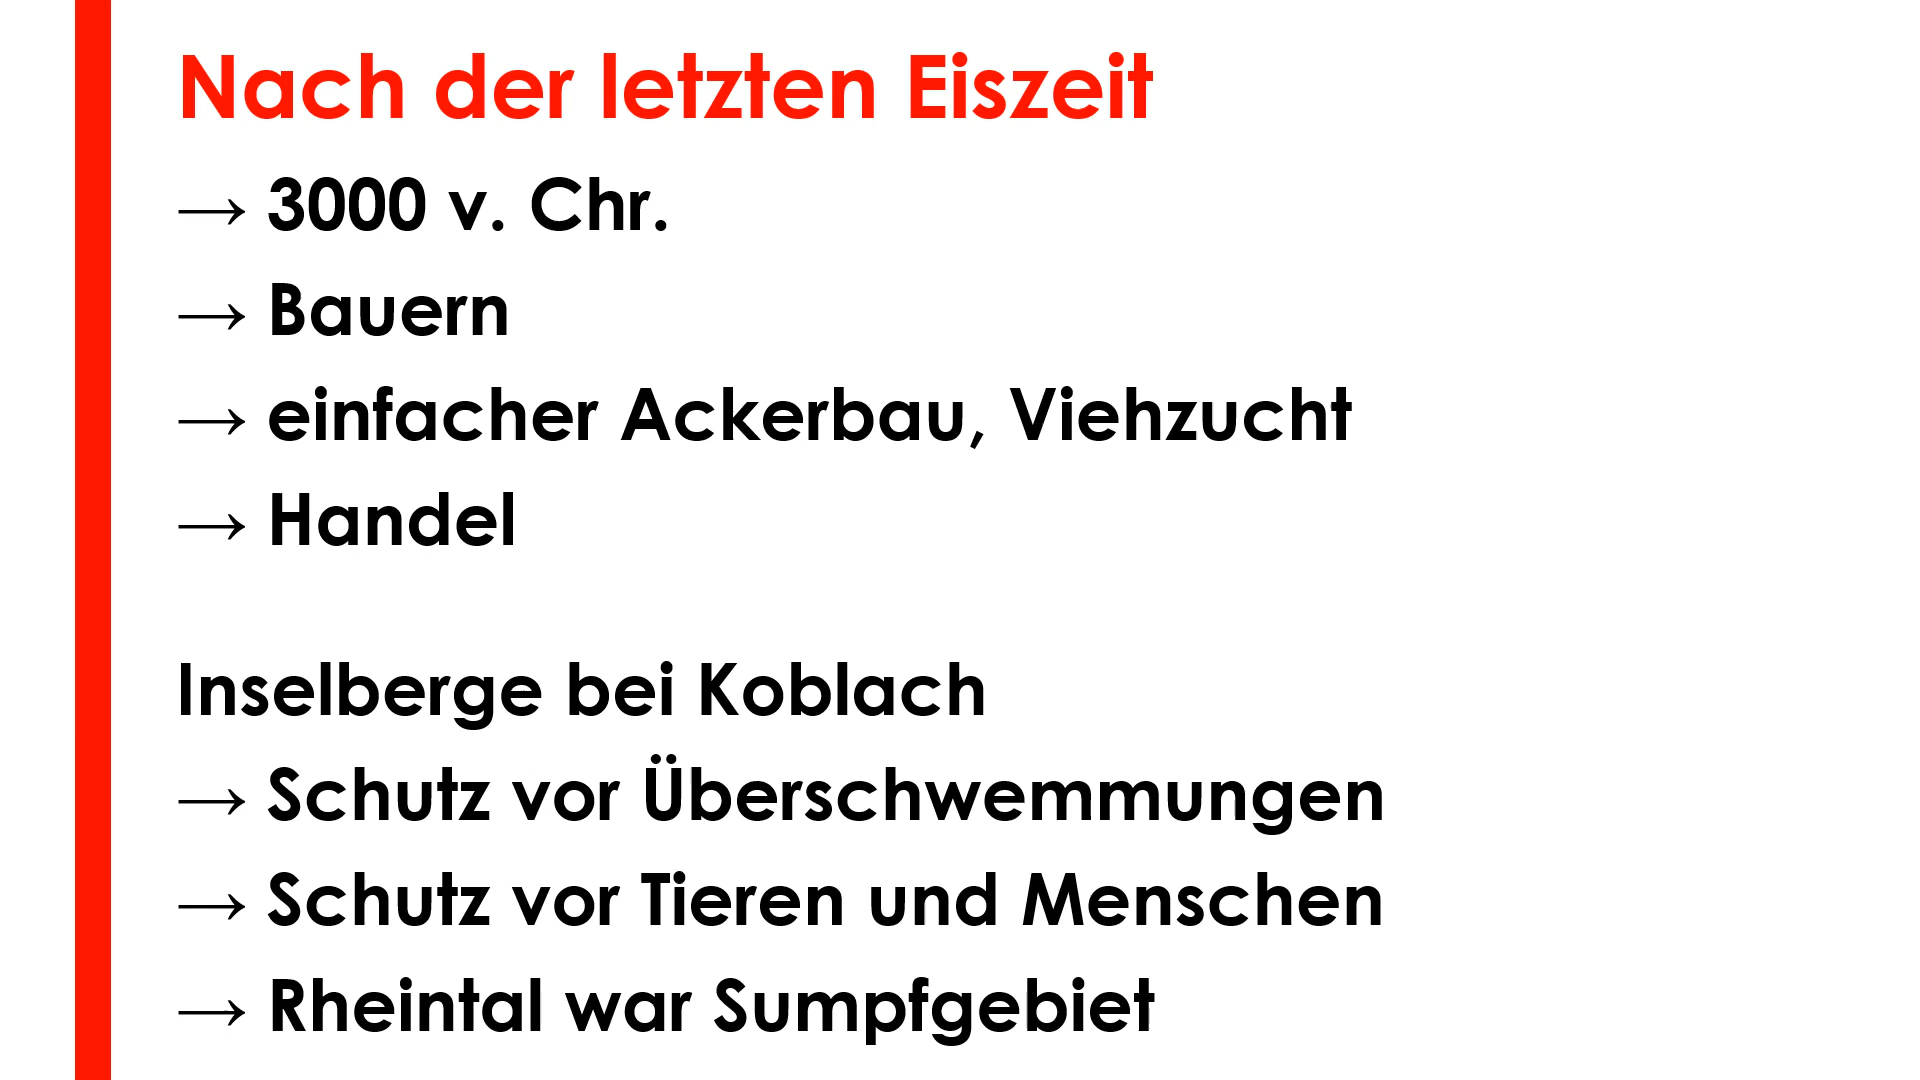 Nach der letzten Eiszeit
→ 3000 v. Chr.
→ Bauern
→ einfacher Ackerbau, Viehzucht
→ Handel
Inselberge bei Koblach
→ Schutz vor Überschwemmungen
→ Schutz vor Tieren und Menschen
→ Rheintal war Sumpfgebiet